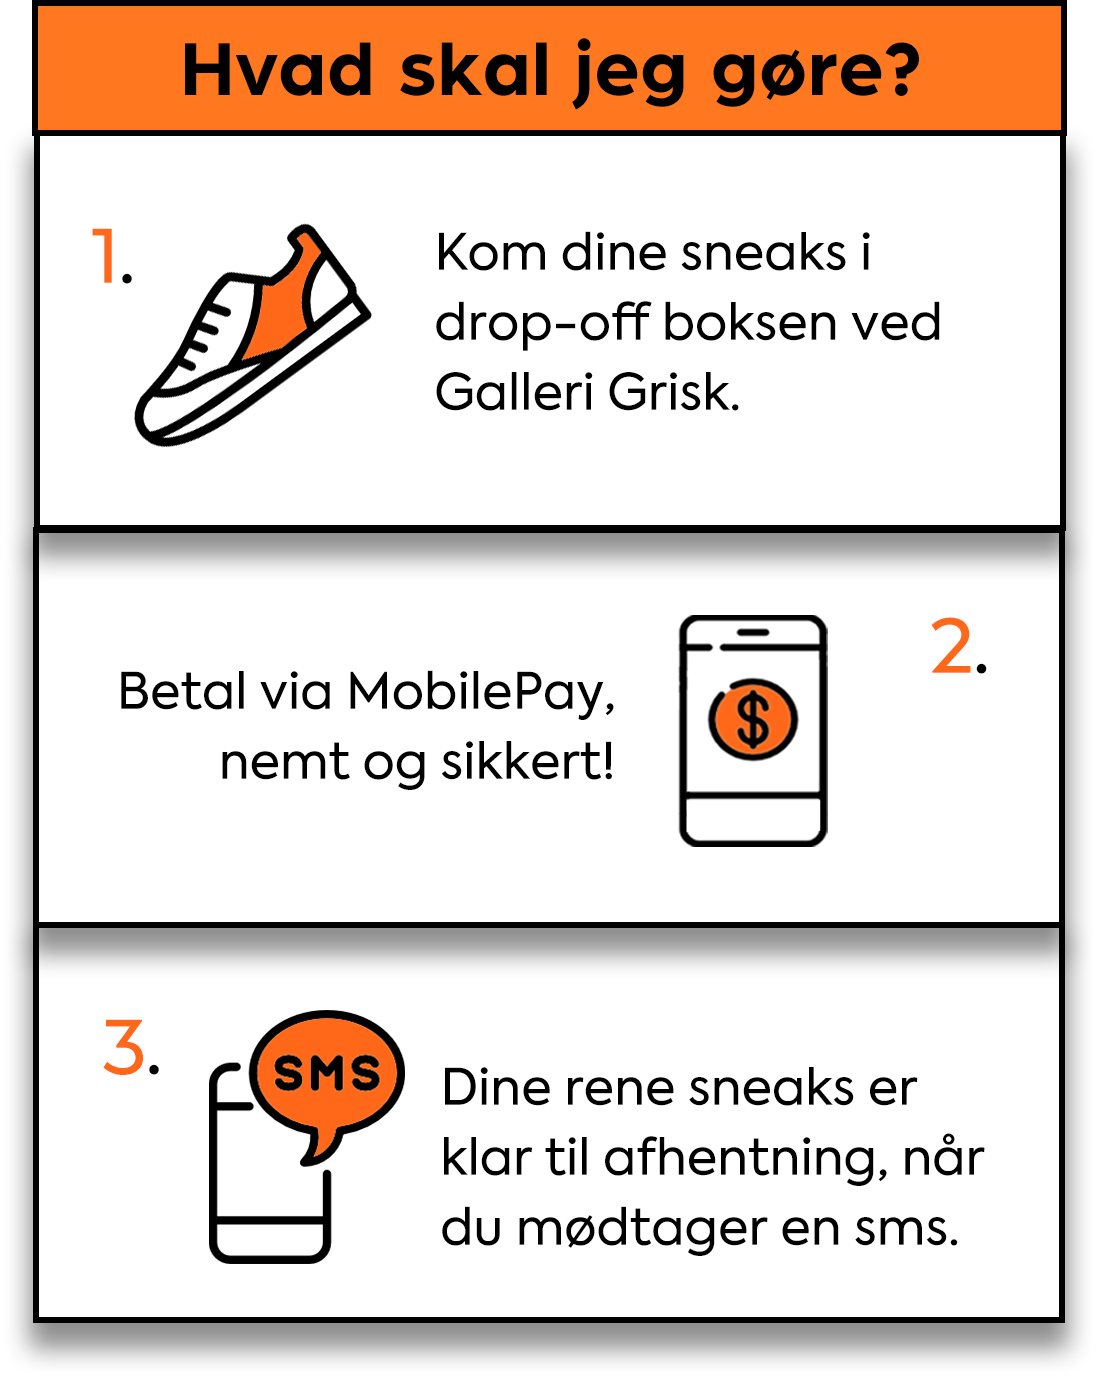 Hvad skal jeg gøre?
1.
Kom dine sneaks i
drop-off boksen ved
Galleri Grisk.
2.
Betal via MobilePay,
nemt og sikkert!
$
3.
SMS
Dine rene sneaks er
klar til afhentning, når
du mødtager en sms.